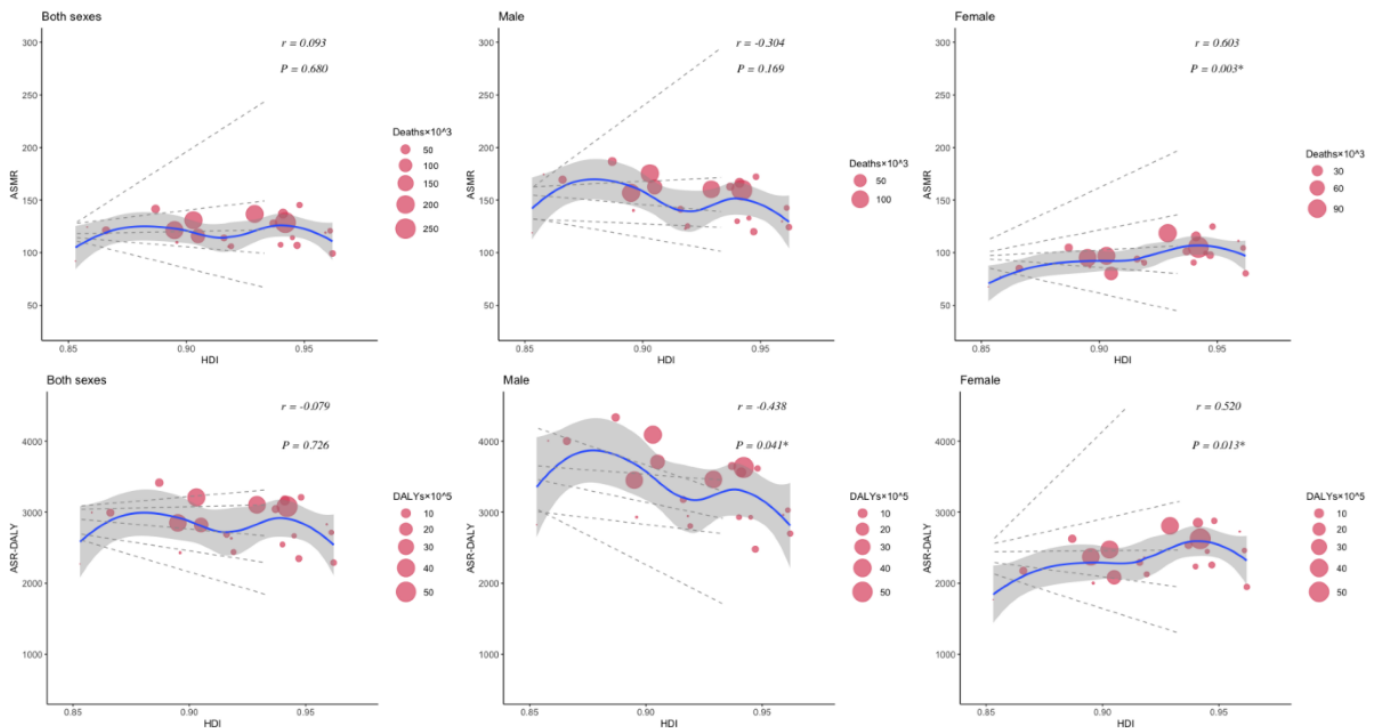 Both sexes
r = 0.093
P = 0.680
300
250
200
150
100
50
ASMR
0.85
0.90
0.95
HDI
Deaths×10^3
50
100
150
200
250
Male
r = -0.304
P = 0.169
300
250
200
150
100
50
ASMR
0.85
0.90
0.95
HDI
Deaths×10^3
50
100
Female
r = 0.603
P = 0.003*
300
250
200
150
100
50
ASMR
0.85
0.90
0.95
HDI
Deaths×10^3
30
60
90
Both sexes
r = -0.079
P = 0.726
4000
3000
2000
1000
ASR-DALY
0.85
0.90
0.95
HDI
DALYs×10^5
10
20
30
40
50
Male
r = -0.438
P = 0.041*
4000
3000
2000
1000
ASR-DALY
0.85
0.90
0.95
HDI
DALYs×10^5
10
20
30
40
50
Female
r = 0.520
P = 0.013*
4000
3000
2000
1000
ASR-DALY
0.85
0.90
0.95
HDI
DALYs×10^5
10
20
30
40
50